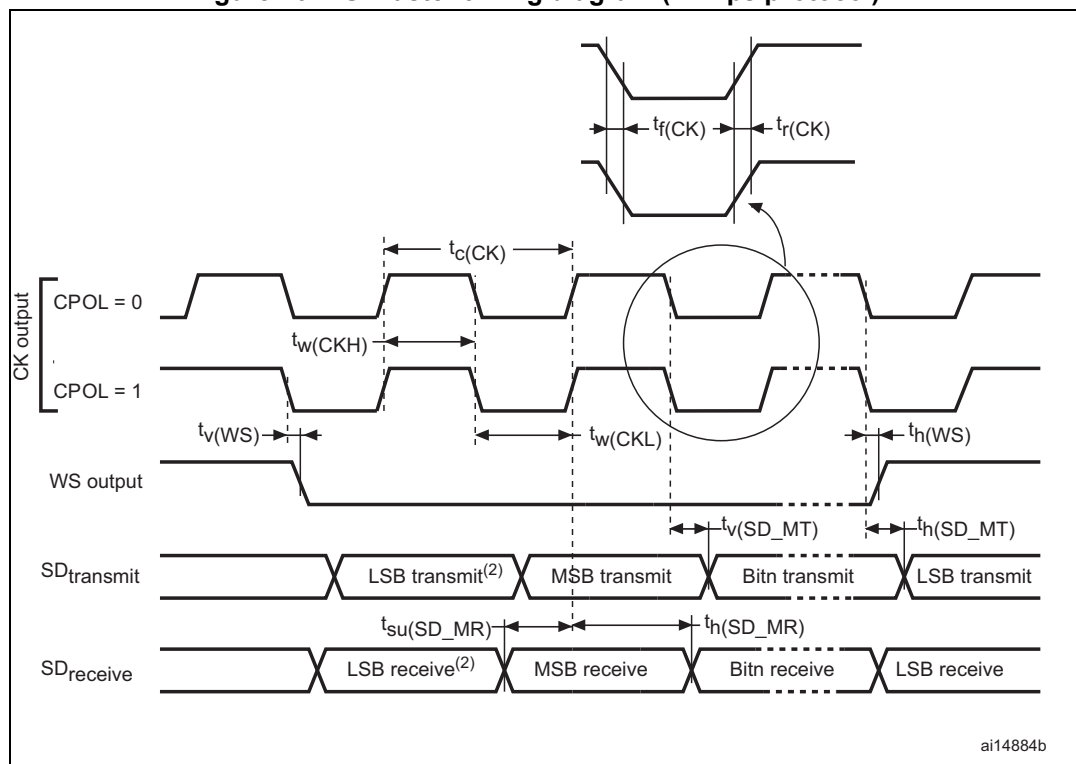 tf(CK)
tr(CK)
tc(CK)
CK output
CPOL = 0
tw(CKH)
CPOL = 1
tv(WS)
tw(CKL)
th(WS)
WS output
tv(SD_MT)
th(SD_MT)
SDtransmit
LSB transmit(2)
MSB transmit
Bitn transmit
LSB transmit
tsu(SD_MR)
th(SD_MR)
SDreceive
LSB receive(2)
MSB receive
Bitn receive
LSB receive
ai14884b